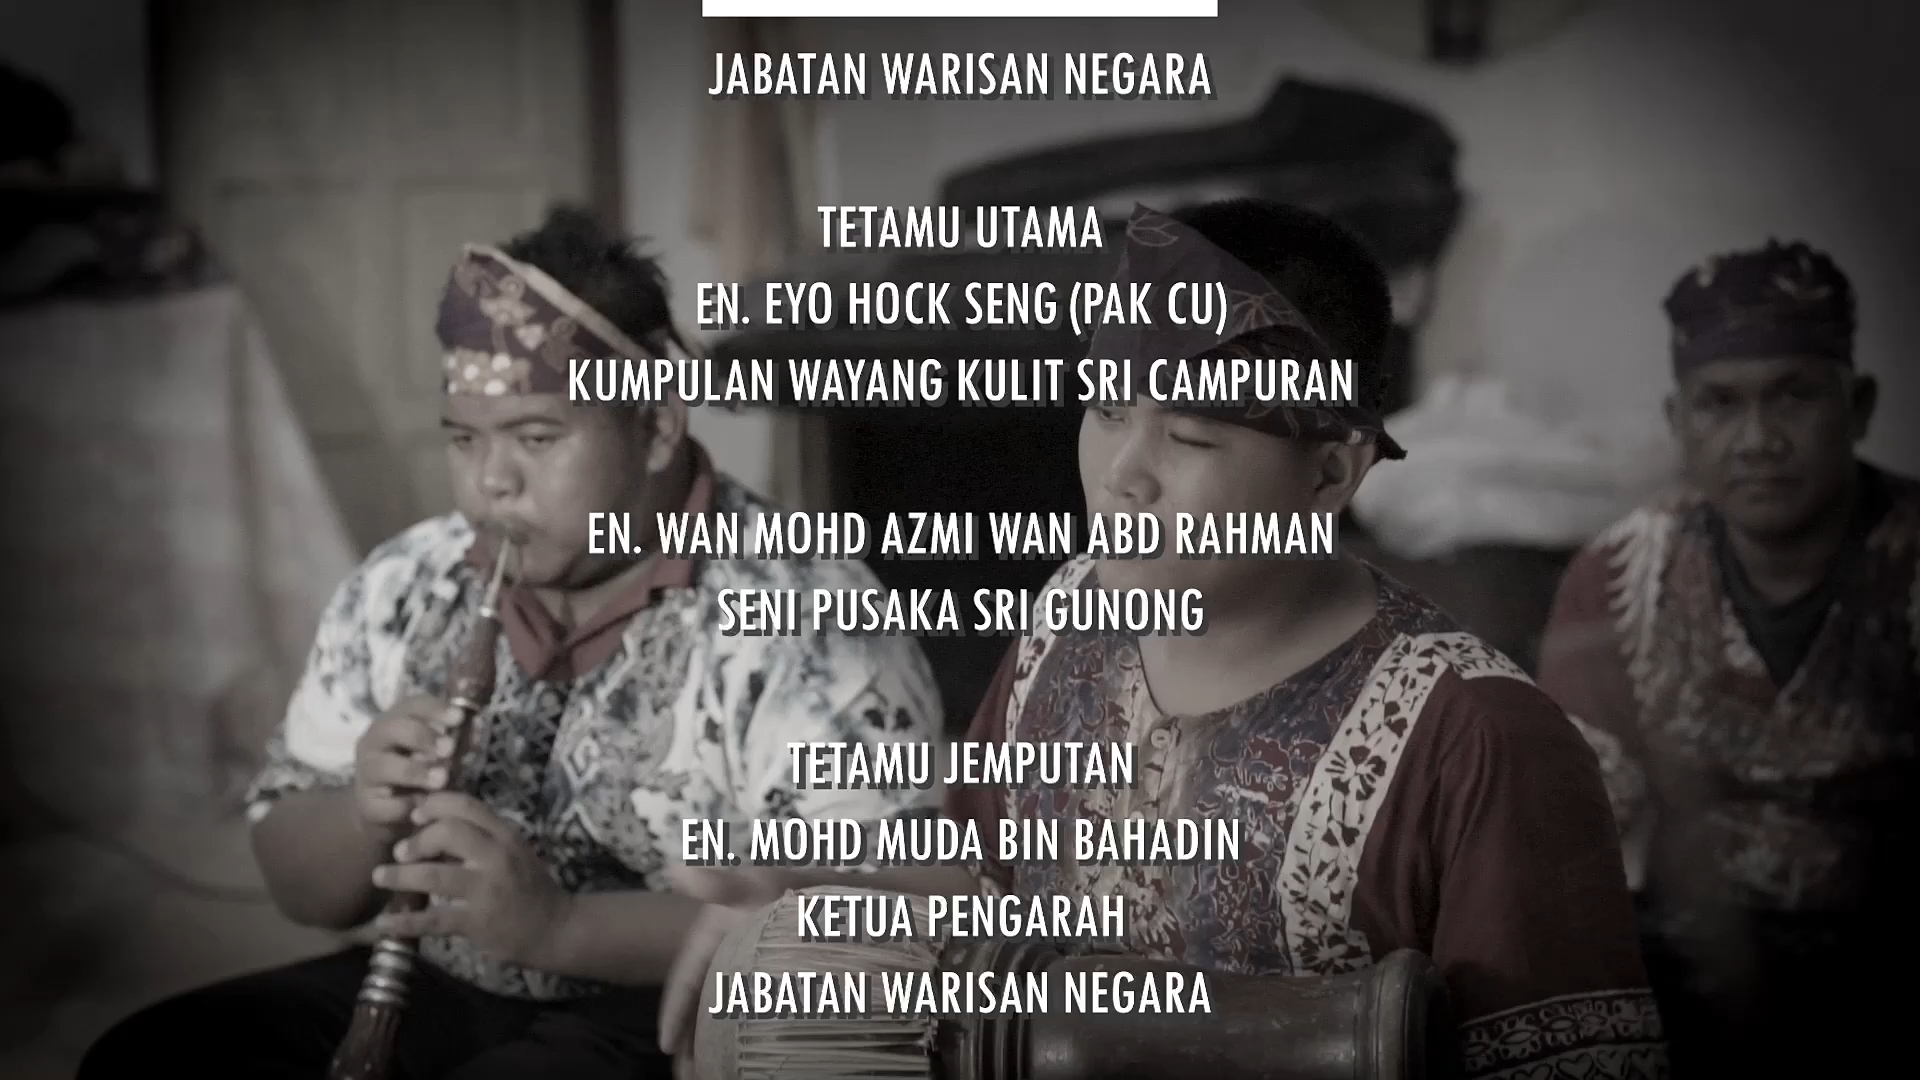 JABATAN WARISAN NEGARA
TETAMU UTAMA
EN. EYO HOCK SENG (PAK CU)
KUMPULAN WAYANG KULIT SRI CAMPURAN
EN. WAN MOHD AZMI WAN ABD RAHMAN
SENI PUSAKA SRI GUNONG
TETAMU JEMPUTAN
EN. MOHD MUDA BIN BAHADIN
KETUA PENGARAH
JABATAN WARISAN NEGARA